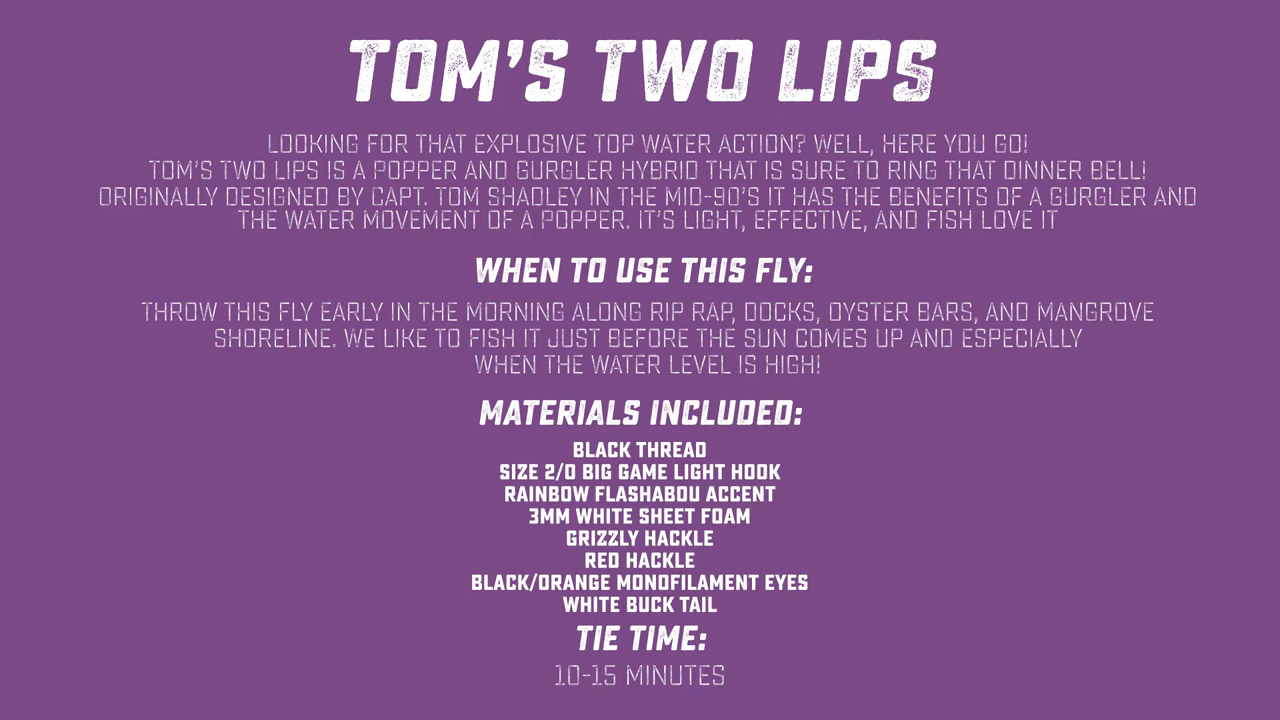 TOM'S TWO LIPS
LOOKING FOR THAT EXPLOSIVE TOP WATER ACTION? WELL, HERE YOU GO!
TOM'S TWO LIPS IS A POPPER AND GURGLER HYBRID THAT IS SURE TO RING THAT DINNER BELL!
ORIGINALLY DESIGNED BY CAPT. TOM SHADLEY IN THE MID-90'S IT HAS THE BENEFITS OF A GURGLER AND
THE WATER MOVEMENT OF A POPPER. IT'S LIGHT, EFFECTIVE, AND FISH LOVE IT
WHEN TO USE THIS FLY:
THROW THIS FLY EARLY IN THE MORNING ALONG RIP RAP, DOCKS, OYSTER BARS, AND MANGROVE
SHORELINE. WE LIKE TO FISH IT JUST BEFORE THE SUN COMES UP AND ESPECIALLY
WHEN THE WATER LEVEL IS HIGH!
MATERIALS INCLUDED:
BLACK THREAD
SIZE 2/0 BIG GAME LIGHT HOOK
RAINBOW FLASHABOU ACCENT
3MM WHITE SHEET FOAM
GRIZZLY HACKLE
RED HACKLE
BLACK/ORANGE MONOFILAMENT EYES
WHITE BUCK TAIL
TIE TIME:
10-15 MINUTES